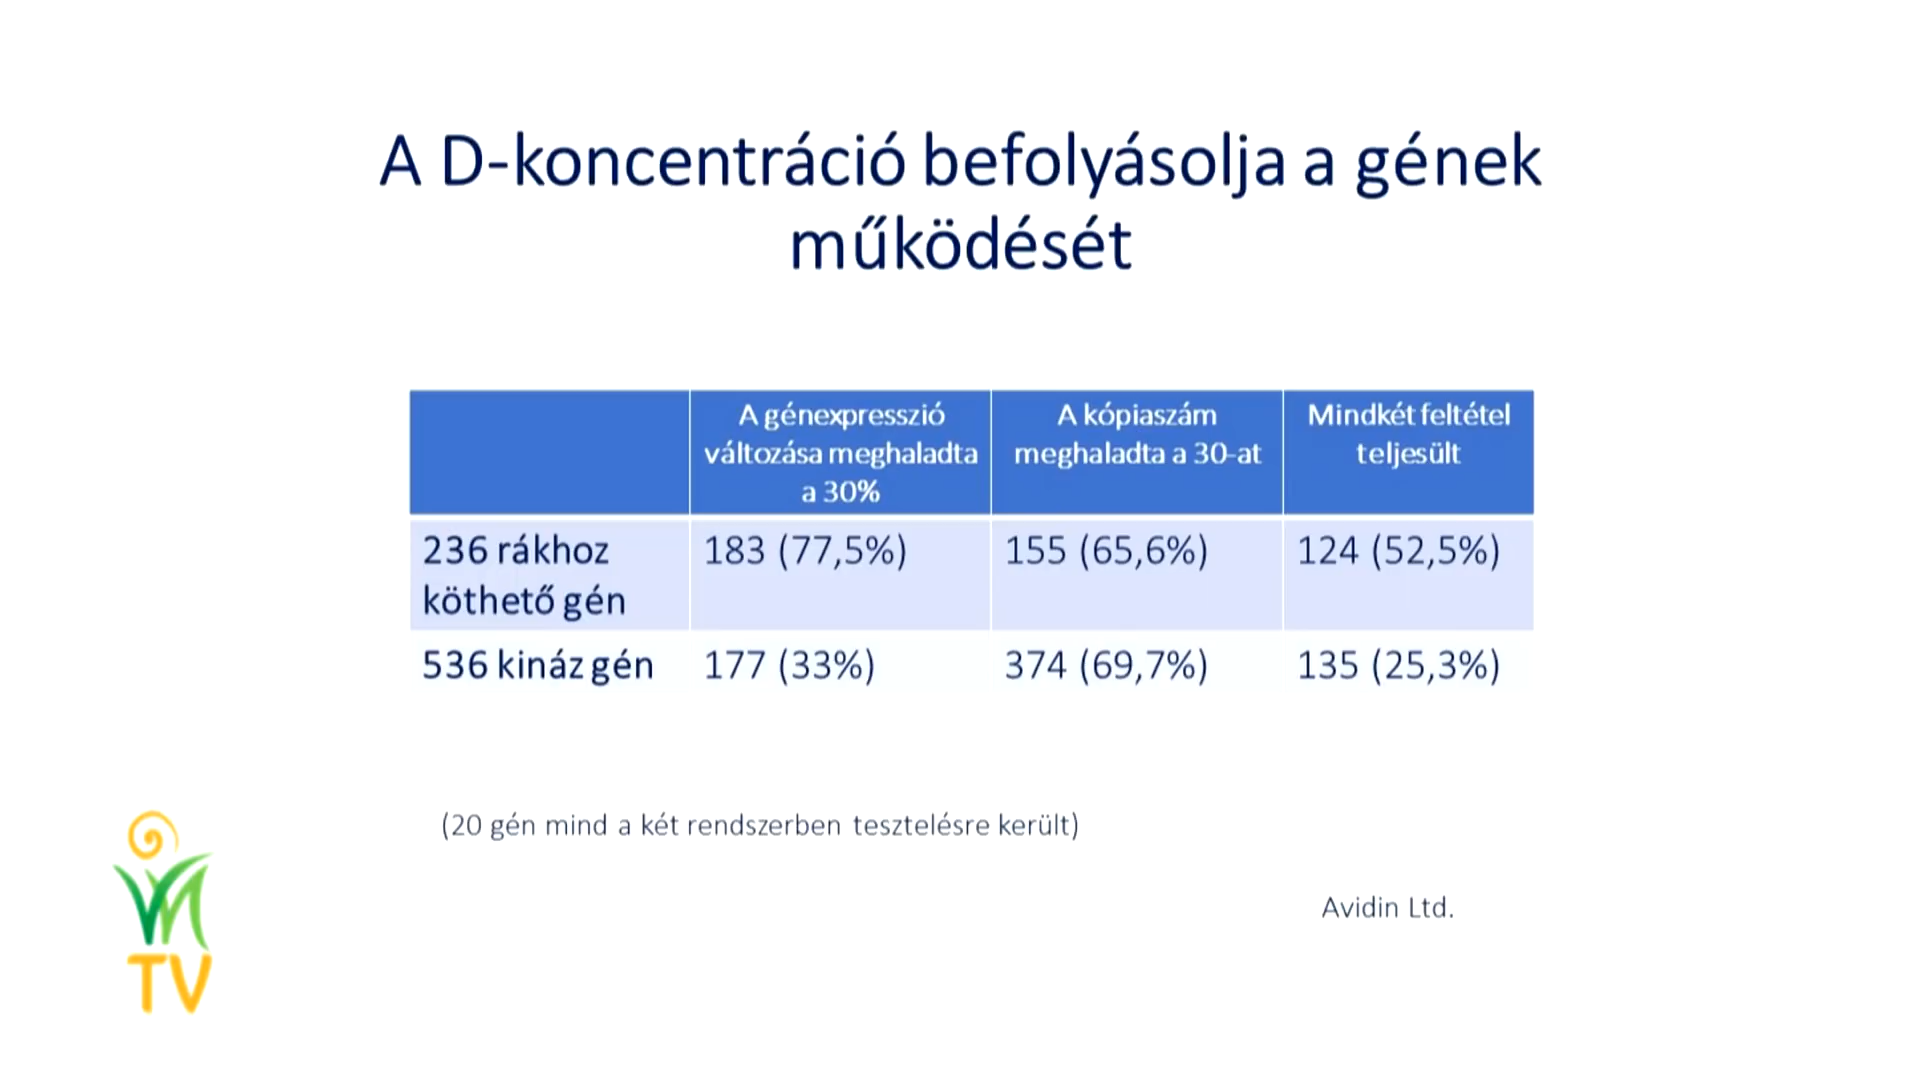 A D-koncentráció befolyásolja a gének
működését
A génexpresszió
változása meghaladta
a 30%
A kópiaszám
meghaladta a 30-at
Mindkét feltétel
teljesült
236 rákhoz
köthető gén
183 (77,5%)
155 (65,6%)
124 (52,5%)
536 kináz gén
177 (33%)
374 (69,7%)
135 (25,3%)
(20 gén mind a két rendszerben tesztelésre került)
Avidin Ltd.
TV